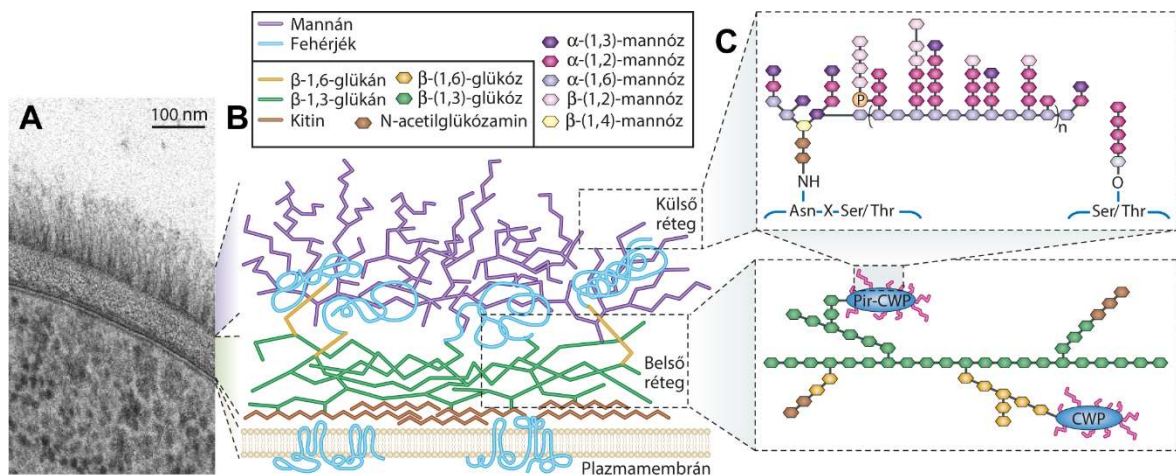 A
100 nm
B
Mannán
Fehérjék
β-1,6-glükán
β-1,3-glükán
Kitin
β-(1,6)-glükóz
β-(1,3)-glükóz
N-acetilglükózamin
α-(1,3)-mannóz
α-(1,2)-mannóz
α-(1,6)-mannóz
β-(1,2)-mannóz
β-(1,4)-mannóz
Külső
réteg
Belső
réteg
Plazmamembrán
C
P
n
NH
O
Asn-X-Ser/Thr
Ser/Thr
Pir-CWP
CWP